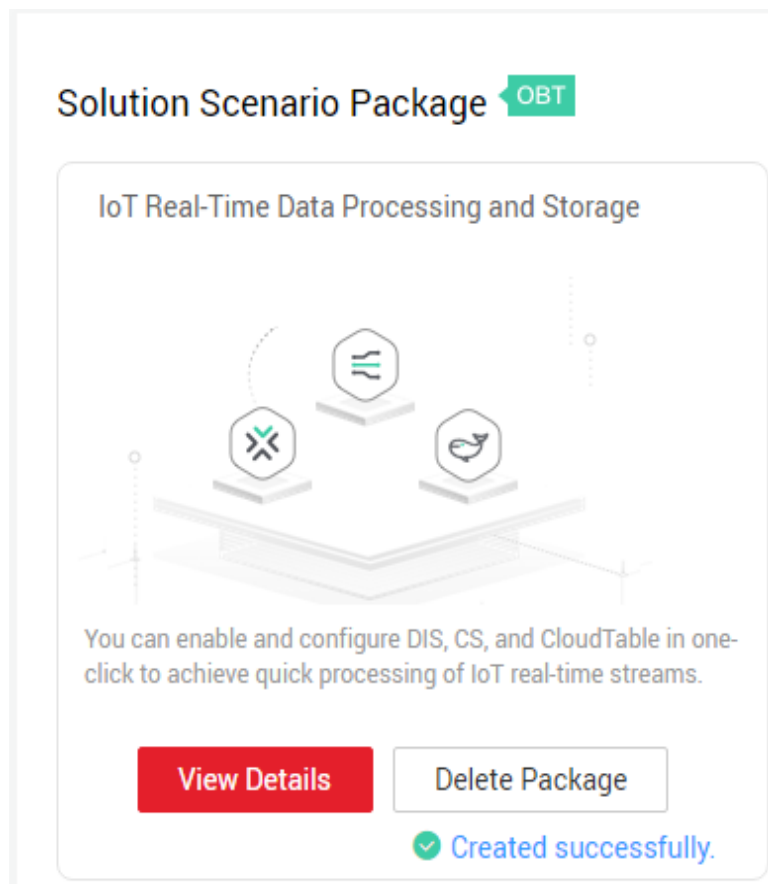 Solution Scenario Package OBT
IoT Real-Time Data Processing and Storage
You can enable and configure DIS, CS, and CloudTable in one-
click to achieve quick processing of IoT real-time streams.
View Details Delete Package
Created successfully.